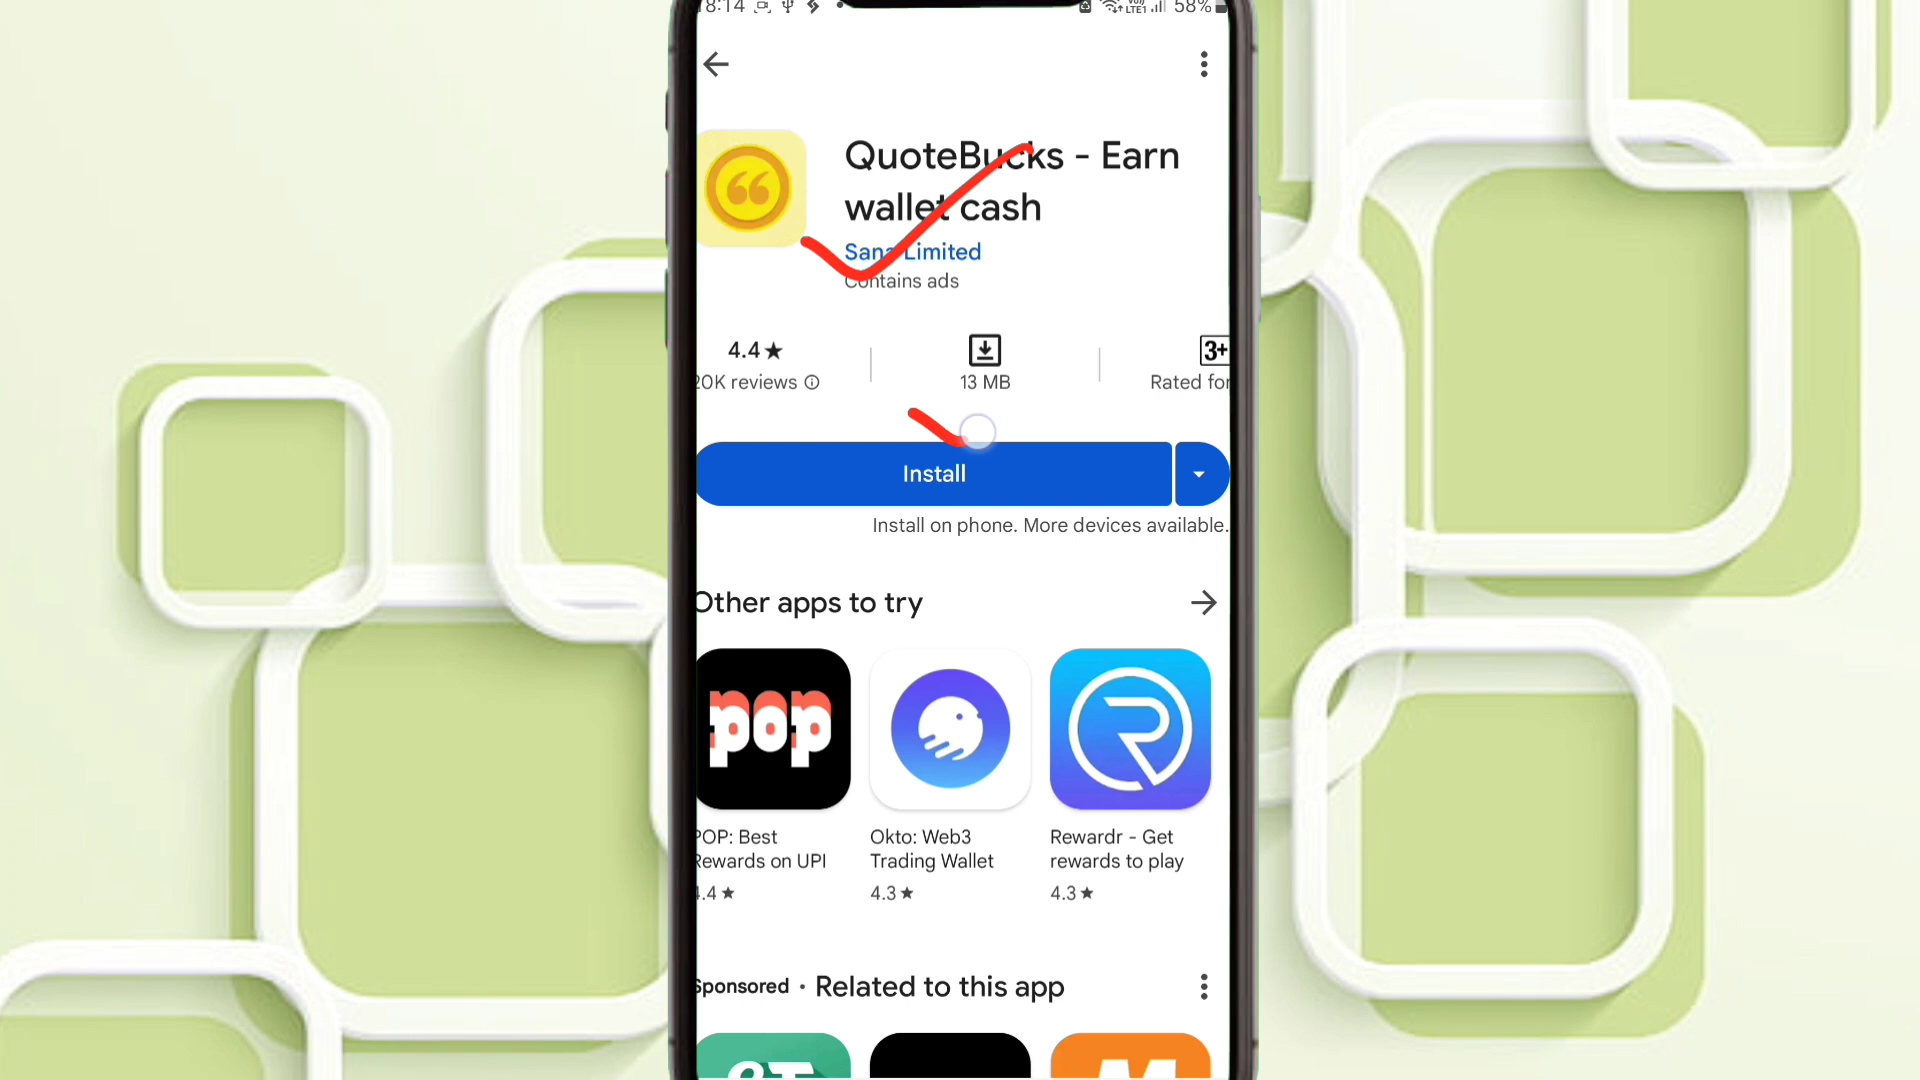 18:14 58%
QuoteBucks - Earn
wallet cash
Sana Limited
Contains ads
4.4★
20K reviews
13 MB
3+
Rated for
Install
Install on phone. More devices available.
Other apps to try
pop
POP: Best
Rewards on UPI
4.4 ★
Okto: Web3
Trading Wallet
4.3 ★
Rewardr - Get
rewards to play
4.3 ★
Sponsored • Related to this app